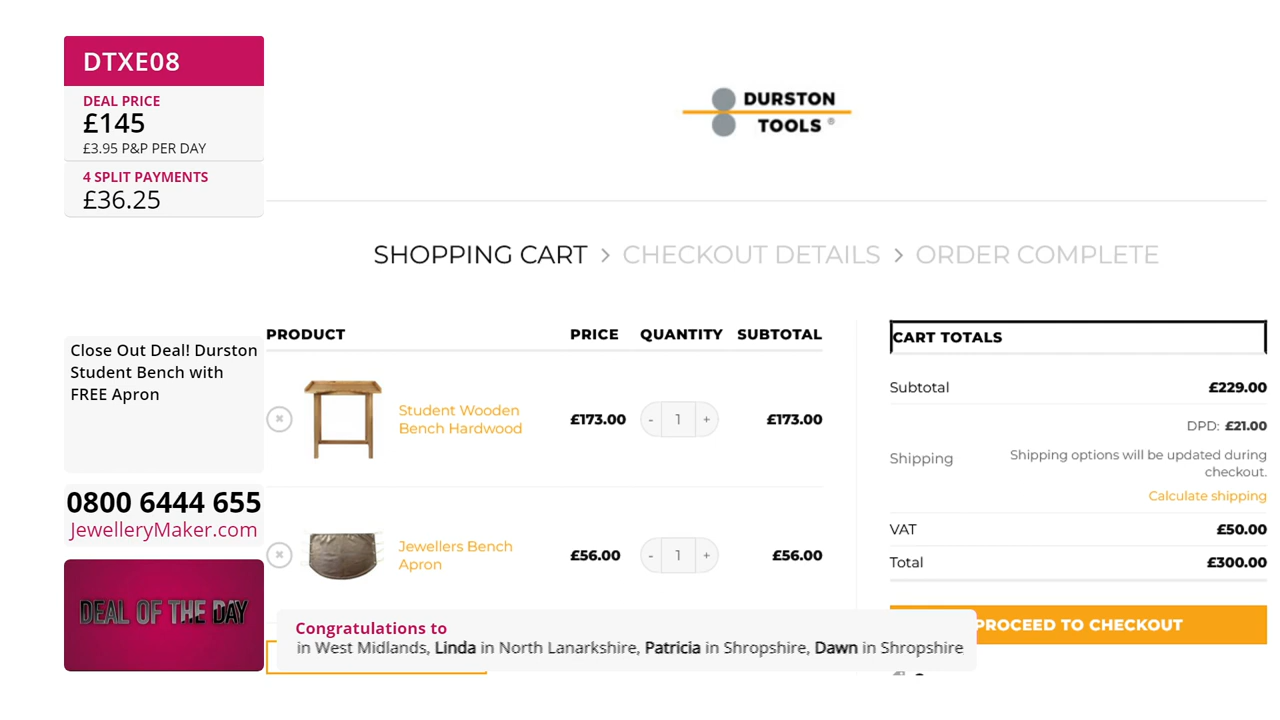 DTXE08
DEAL PRICE
£145
£3.95 P&P PER DAY
4 SPLIT PAYMENTS
£36.25
Close Out Deal! Durston
Student Bench with
FREE Apron
0800 6444 655
JewelleryMaker.com
DEAL OF THE DAY
DURSTON
TOOLS ®
SHOPPING CART > CHECKOUT DETAILS > ORDER COMPLETE
PRODUCT PRICE QUANTITY SUBTOTAL
Student Wooden
Bench Hardwood
£173.00 - 1 + £173.00
Jewellers Bench
Apron
£56.00 - 1 + £56.00
CART TOTALS
Subtotal £229.00
DPD: £21.00
Shipping
Shipping options will be updated during
checkout.
Calculate shipping
VAT £50.00
Total £300.00
PROCEED TO CHECKOUT
Congratulations to
in West Midlands, Linda in North Lanarkshire, Patricia in Shropshire, Dawn in Shropshire